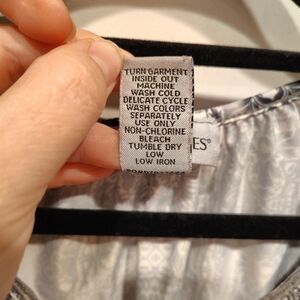 TURN GARMENT
INSIDE OUT
MACHINE
WASH COLD
DELICATE CYCLE
WASH COLORS
SEPARATELY
USE ONLY
NON-CHLORINE
BLEACH
TUMBLE DRY
LOW
LOW IRON
ES®